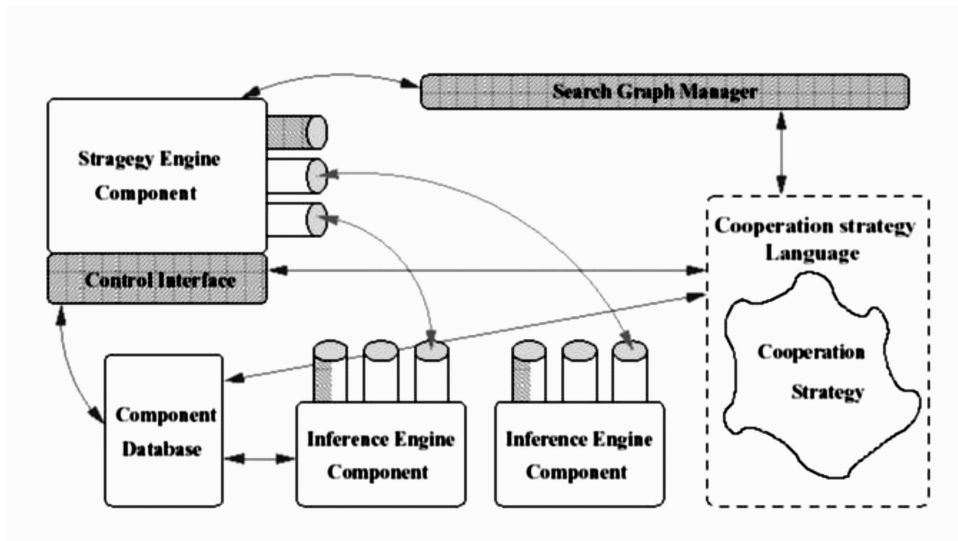 Search Graph Manager
Stragegy Engine
Component
Control Interface
Cooperation strategy
Language
Cooperation
Strategy
Component
Database
Inference Engine
Component
Inference Engine
Component